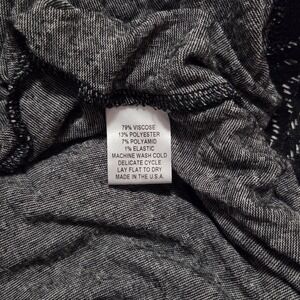 79% VISCOSE
13% POLYESTER
7% POLYAMID
1% ELASTIC
MACHINE WASH COLD
DELICATE CYCLE
LAY FLAT TO DRY
MADE IN THE U.S.A.